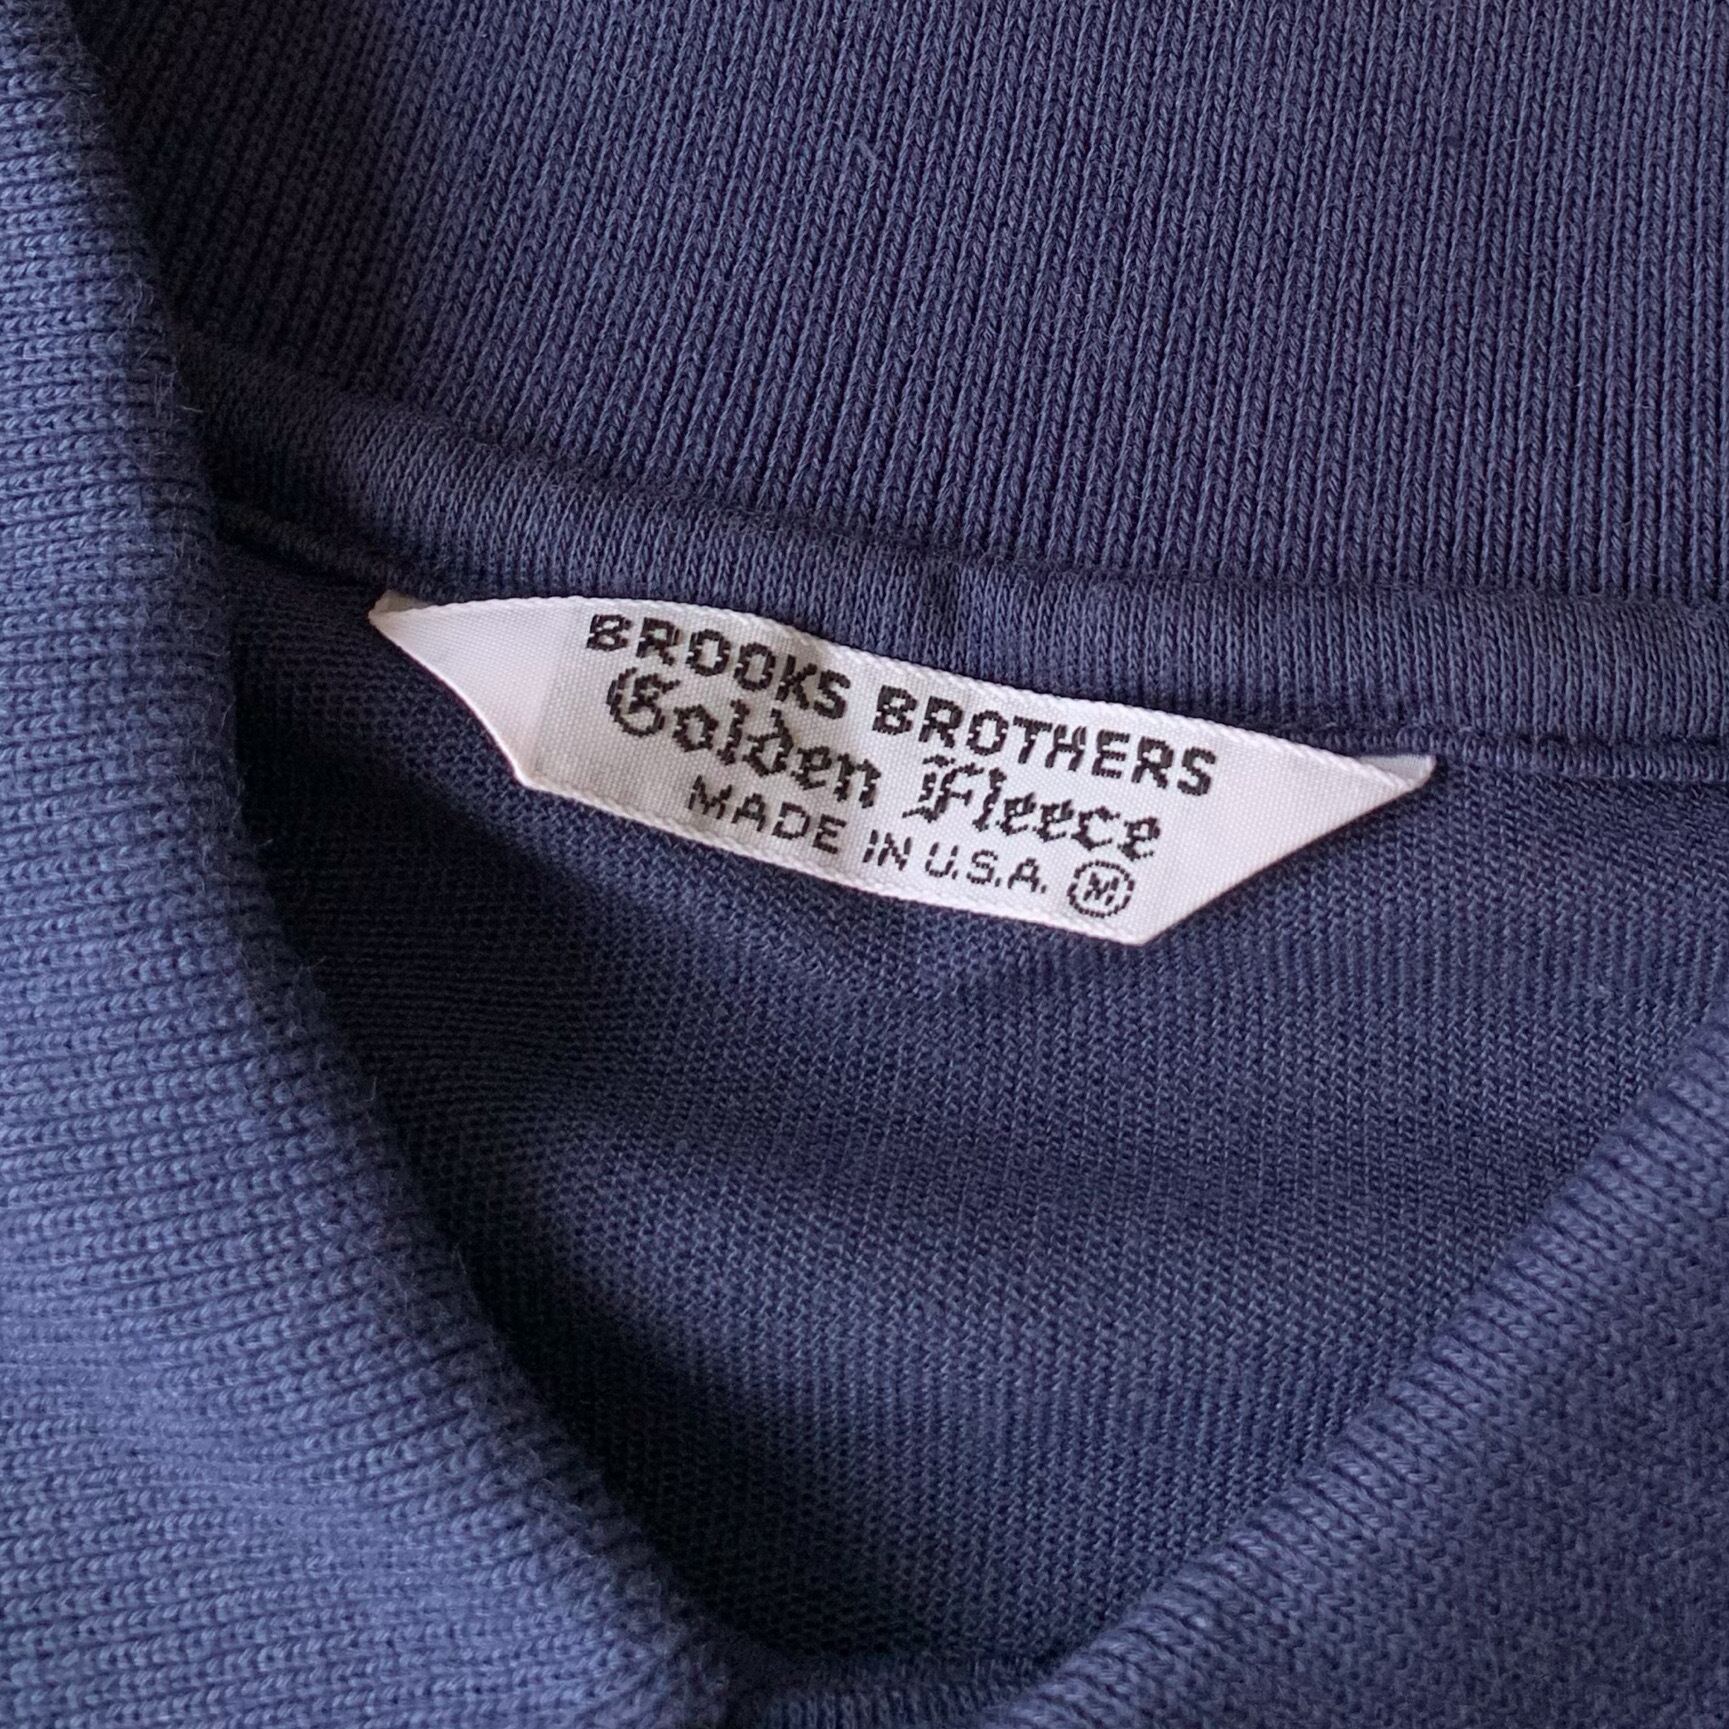 BROOKS BROTHERS
Golden Fleece
MADE IN U.S.A. M